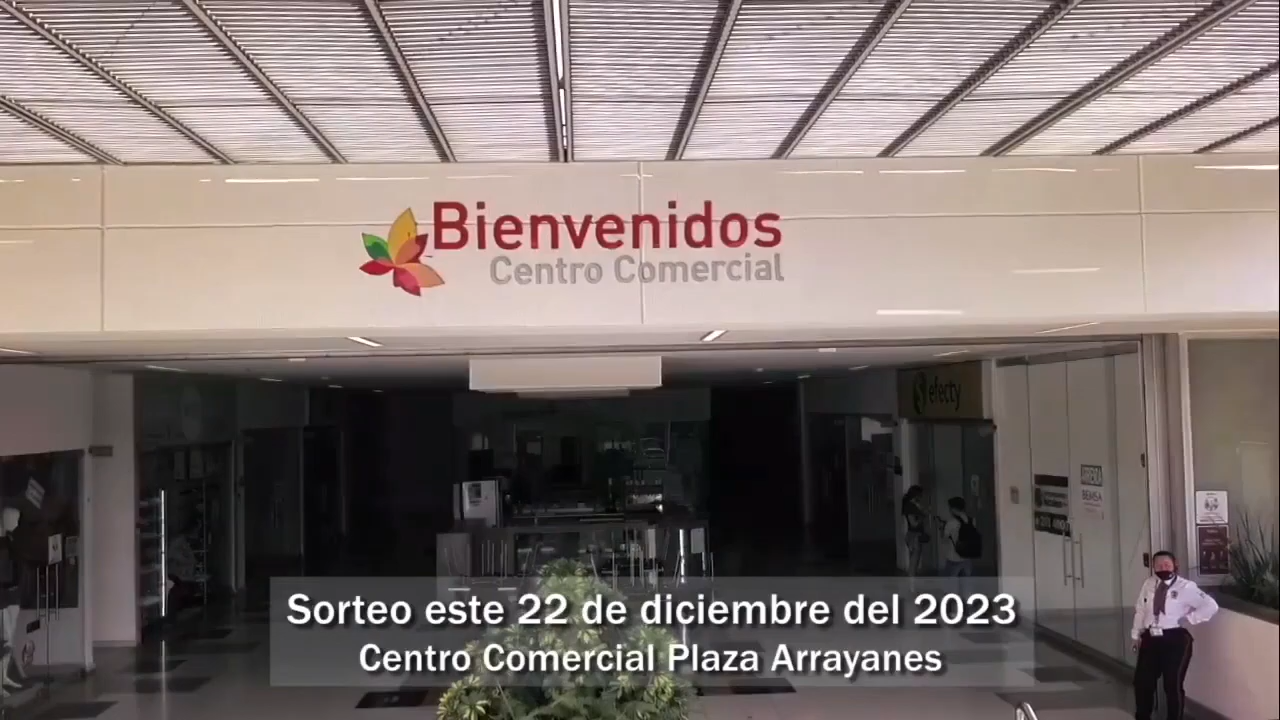 Bienvenidos
Centro Comercial
efecty
Sorteo este 22 de diciembre del 2023
Centro Comercial Plaza Arrayanes